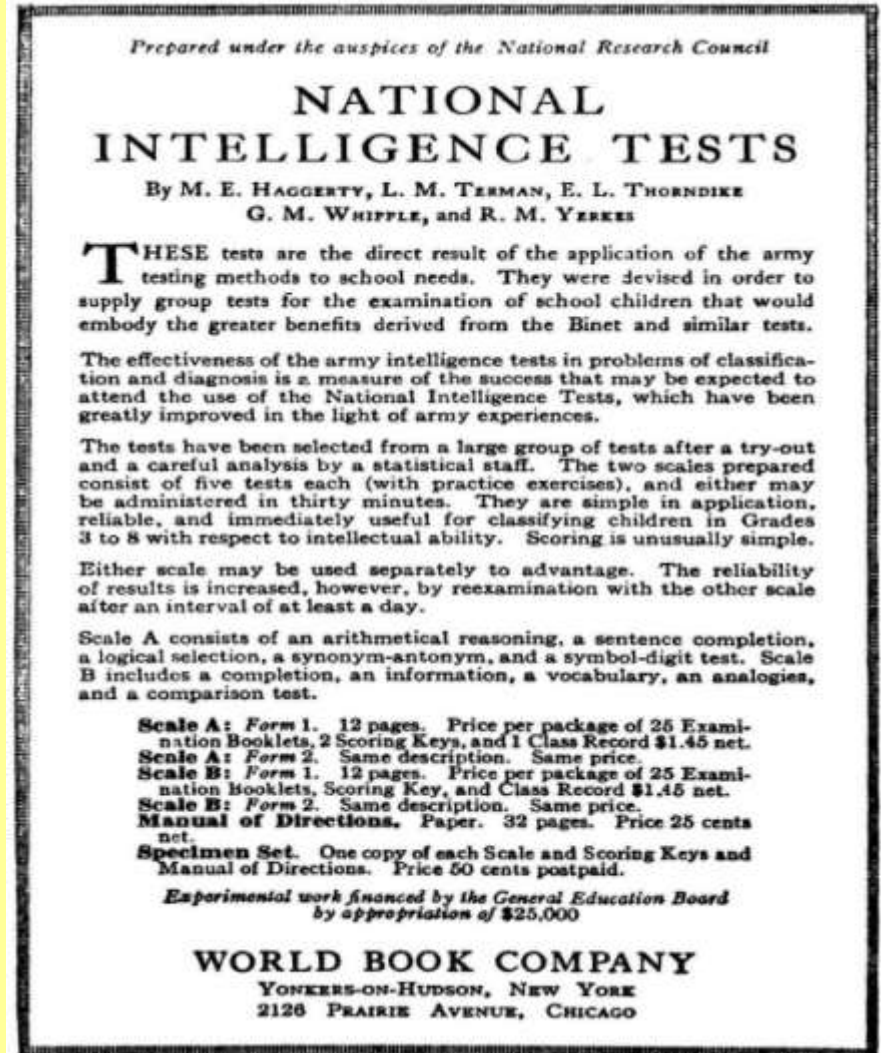 Prepared under the auspices of the National Research Council
NATIONAL
INTELLIGENCE TESTS
By M. E. HAGGERTY, L. M. TERMAN, E. L. THORNDIKE
G. M. WHIPPLE, and R. M. YERKES
THESE tests are the direct result of the application of the army
testing methods to school needs. They were devised in order to
supply group tests for the examination of school children that would
embody the greater benefits derived from the Binet and similar tests.
The effectiveness of the army intelligence tests in problems of classifica-
tion and diagnosis is a measure of the success that may be expected to
attend the use of the National Intelligence Tests, which have been
greatly improved in the light of army experiences.
The tests have been selected from a large group of tests after a try-out
and a careful analysis by a statistical staff. The two scales prepared
consist of five tests each (with practice exercises), and either may
be administered in thirty minutes. They are simple in application,
reliable, and immediately useful for classifying children in Grades
3 to 8 with respect to intellectual ability. Scoring is unusually simple.
Either scale may be used separately to advantage. The reliability
of results is increased, however, by reexamination with the other scale
after an interval of at least a day.
Scale A consists of an arithmetical reasoning, a sentence completion,
a logical selection, a synonym-antonym, and a symbol-digit test. Scale
B includes a completion, an information, a vocabulary, an analogies,
and a comparison test.
Scale A: Form 1. 12 pages. Price per package of 25 Exami-
nation Booklets, 2 Scoring Keys, and 1 Class Record $1.45 net.
Scale A: Form 2. Same description. Same price.
Scale B: Form 1. 12 pages. Price per package of 25 Exami-
nation Booklets, Scoring Key, and Class Record $1.45 net.
Scale B: Form 2. Same description. Same price.
Manual of Directions. Paper. 32 pages. Price 25 cents
net.
Specimen Set. One copy of each Scale and Scoring Keys and
Manual of Directions. Price 50 cents postpaid.
Experimental work financed by the General Education Board
by appropriation of $25,000
WORLD BOOK COMPANY
YONKERS-ON-HUDSON, NEW YORK
2126 PRAIRIE AVENUE, CHICAGO